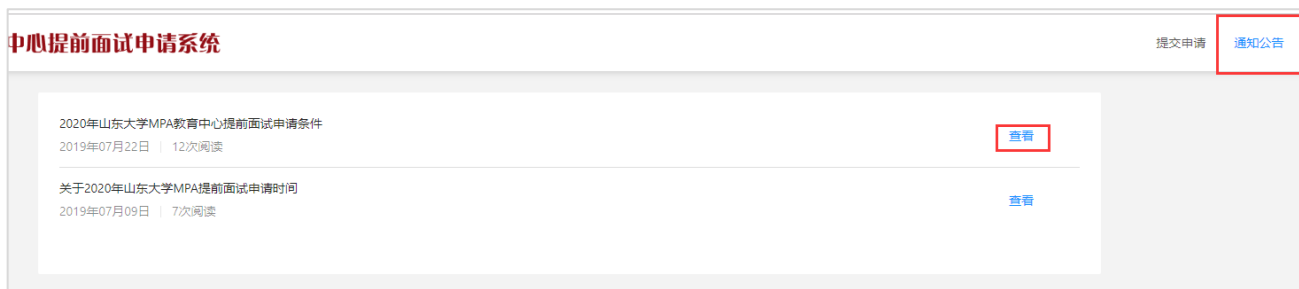 中心提前面试申请系统
提交申请 通知公告
2020年山东大学MPA教育中心提前面试申请条件
2019年07月22日 | 12次阅读
查看
关于2020年山东大学MPA提前面试申请时间
2019年07月09日 | 7次阅读
查看